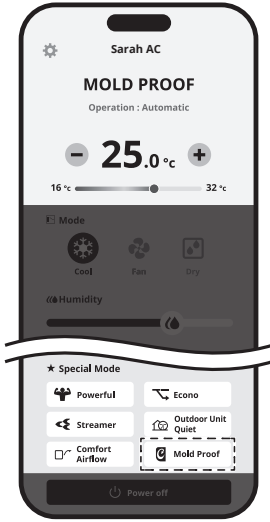 Sarah AC
MOLD PROOF
Operation : Automatic
25.0 °C
16 °C 32 °C
Mode
Cool Fan Dry
Humidity
★ Special Mode
Powerful Econo
Streamer Outdoor Unit
Quiet
Comfort
Airflow Mold Proof
Power off